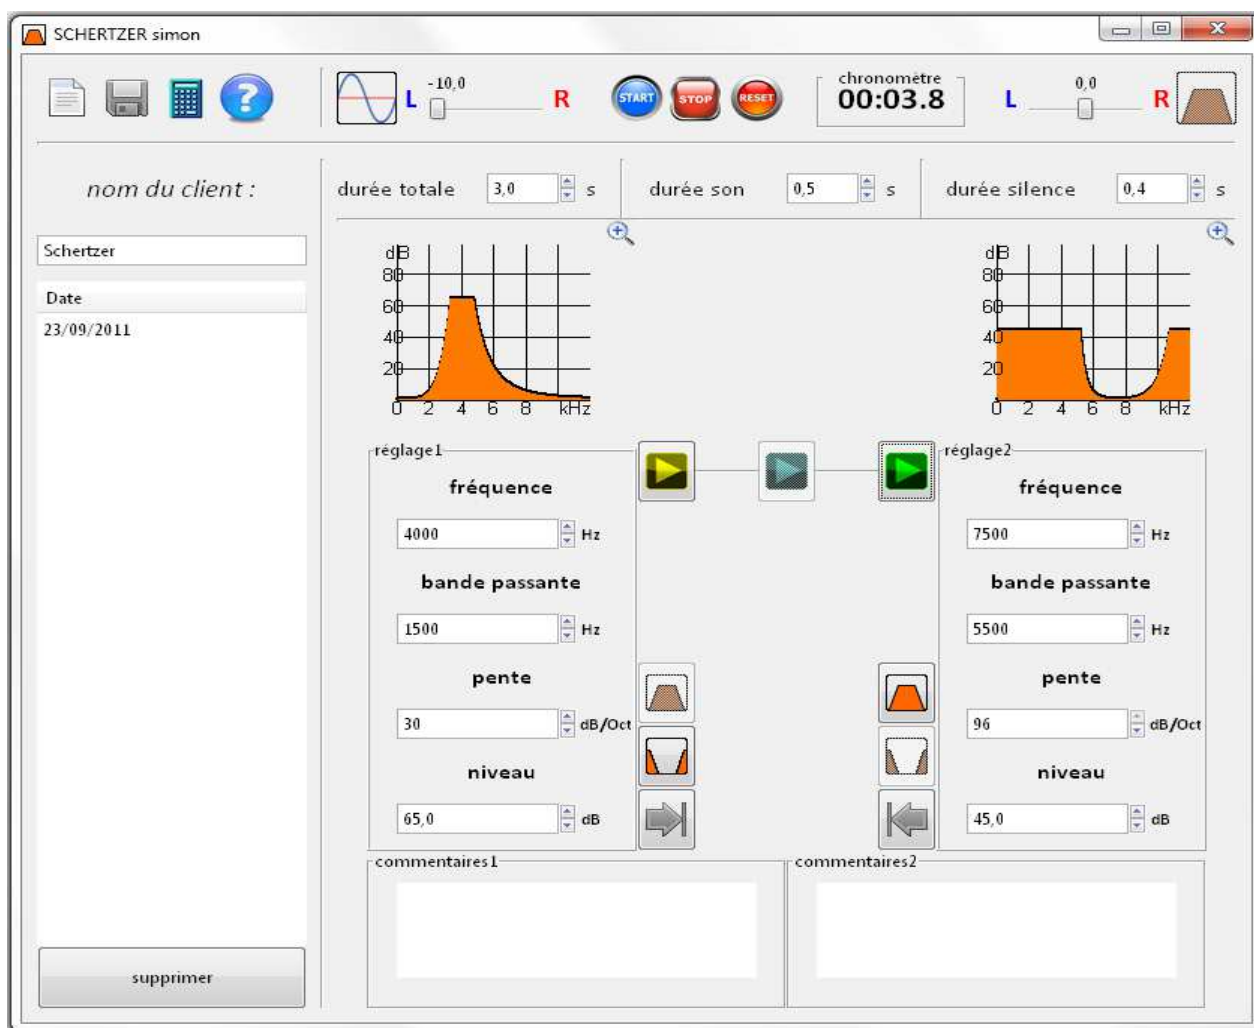 SCHERTZER simon
L -10,0 R
START STOP RESET
chronomètre
00:03.8
L 0,0 R
nom du client :
durée totale 3,0 s
durée son 0,5 s
durée silence 0,4 s
Schertzer
Date
23/09/2011
dB
80
60
40
20
0 2 4 6 8 kHz
dB
80
60
40
20
0 2 4 6 8 kHz
réglage1
fréquence
4000 Hz
bande passante
1500 Hz
pente
30 dB/Oct
niveau
65,0 dB
réglage2
fréquence
7500 Hz
bande passante
5500 Hz
pente
96 dB/Oct
niveau
45,0 dB
commentaires1
commentaires2
supprimer